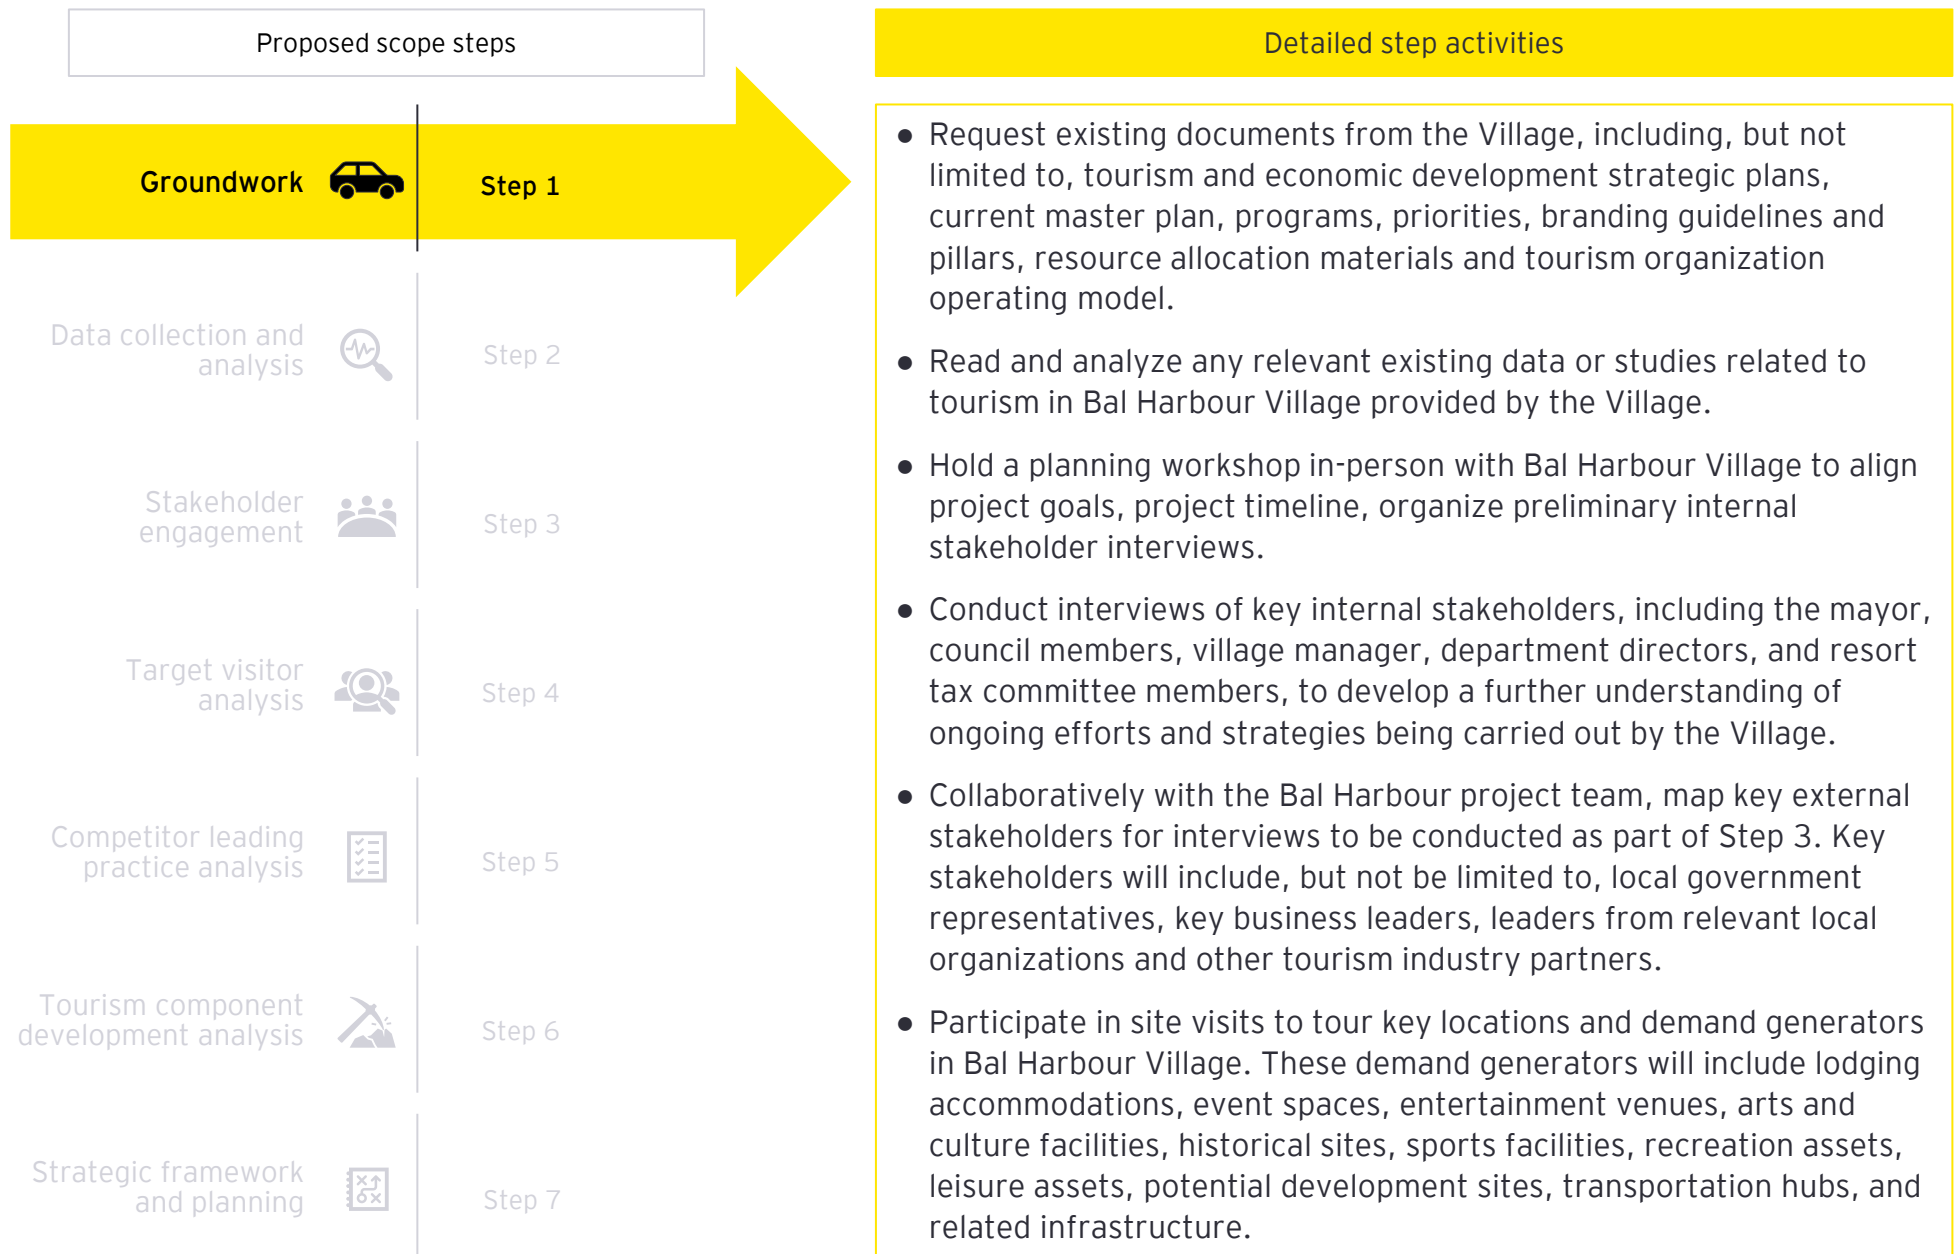 Proposed scope steps
Groundwork
Step 1
Data collection and
analysis
Step 2
Stakeholder
engagement
Step 3
Target visitor
analysis
Step 4
Competitor leading
practice analysis
Step 5
Tourism component
development analysis
Step 6
Strategic framework
and planning
Step 7
Detailed step activities
● Request existing documents from the Village, including, but not
limited to, tourism and economic development strategic plans,
current master plan, programs, priorities, branding guidelines and
pillars, resource allocation materials and tourism organization
operating model.
● Read and analyze any relevant existing data or studies related to
tourism in Bal Harbour Village provided by the Village.
● Hold a planning workshop in-person with Bal Harbour Village to align
project goals, project timeline, organize preliminary internal
stakeholder interviews.
● Conduct interviews of key internal stakeholders, including the mayor,
council members, village manager, department directors, and resort
tax committee members, to develop a further understanding of
ongoing efforts and strategies being carried out by the Village.
● Collaboratively with the Bal Harbour project team, map key external
stakeholders for interviews to be conducted as part of Step 3. Key
stakeholders will include, but not be limited to, local government
representatives, key business leaders, leaders from relevant local
organizations and other tourism industry partners.
● Participate in site visits to tour key locations and demand generators
in Bal Harbour Village. These demand generators will include lodging
accommodations, event spaces, entertainment venues, arts and
culture facilities, historical sites, sports facilities, recreation assets,
leisure assets, potential development sites, transportation hubs, and
related infrastructure.